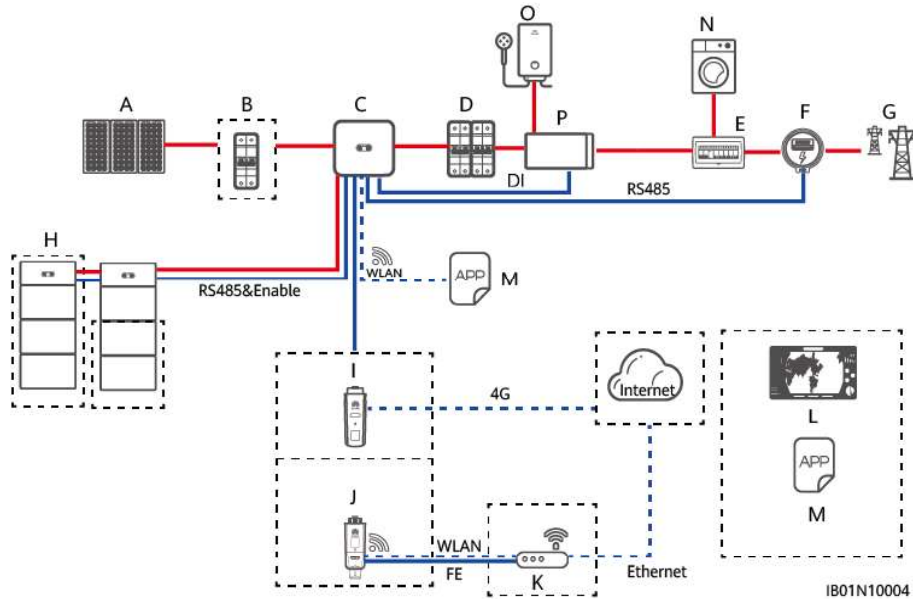 O
N
A
B
C
D
P
E
F
G
DI
RS485
H
WLAN
APP
M
RS485&Enable
I
4G
Internet
L
APP
M
J
WLAN
FE
K
Ethernet
IB01N10004